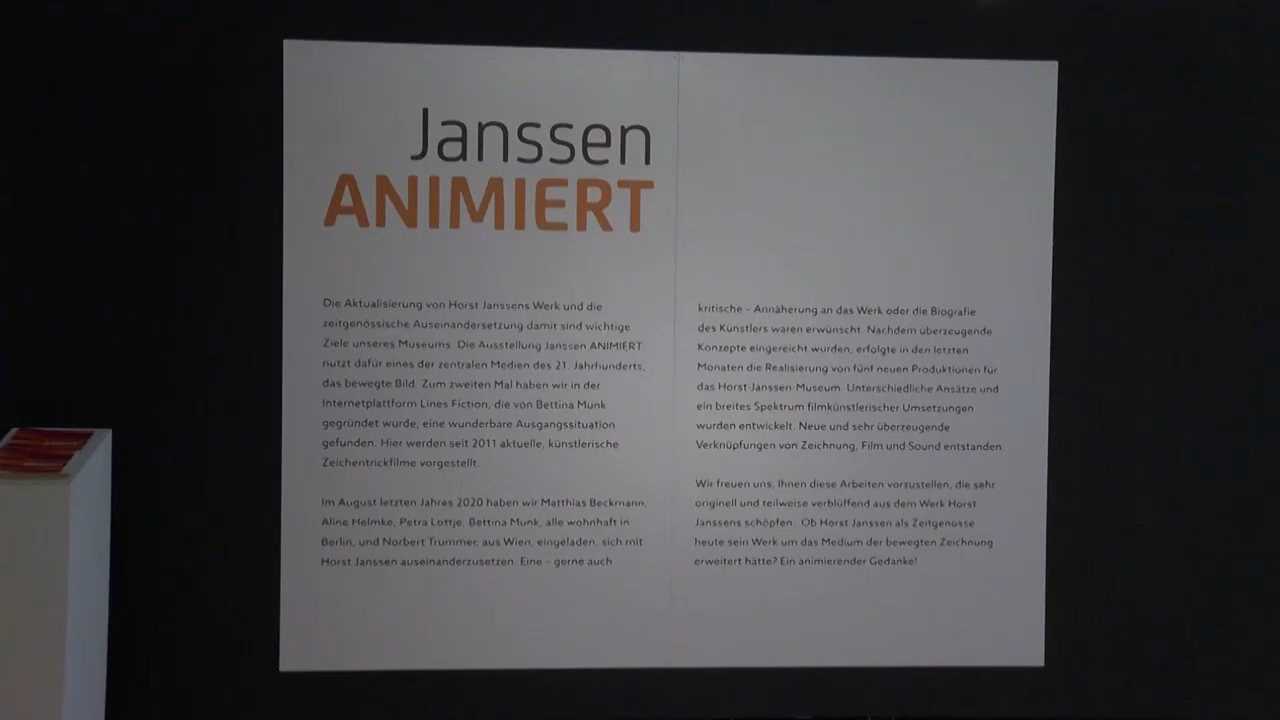 Janssen
ANIMIERT
Die Aktualisierung von Horst Janssens Werk und die
zeitgenössische Auseinandersetzung damit sind wichtige
Ziele unseres Museums. Die Ausstellung Janssen ANIMIERT
nutzt dafür eines der zentralen Medien des 21. Jahrhunderts,
das bewegte Bild. Zum zweiten Mal haben wir in der
Internetplattform Lines Fiction, die von Bettina Munk
gegründet wurde, eine wunderbare Ausgangssituation
gefunden. Hier werden seit 2011 aktuelle, künstlerische
Zeichentrickfilme vorgestellt.
Im August letzten Jahres 2020 haben wir Matthias Beckmann,
Aline Helmke, Petra Lottje, Bettina Munk, alle wohnhaft in
Berlin, und Norbert Trummer, aus Wien, eingeladen, sich mit
Horst Janssen auseinanderzusetzen. Eine - gerne auch
kritische - Annäherung an das Werk oder die Biografie
des Künstlers waren erwünscht. Nachdem überzeugende
Konzepte eingereicht wurden, erfolgte in den letzten
Monaten die Realisierung von fünf neuen Produktionen für
das Horst-Janssen-Museum. Unterschiedliche Ansätze und
ein breites Spektrum filmkünstlerischer Umsetzungen
wurden entwickelt. Neue und sehr überzeugende
Verknüpfungen von Zeichnung, Film und Sound entstanden.
Wir freuen uns, Ihnen diese Arbeiten vorzustellen, die sehr
originell und teilweise verblüffend aus dem Werk Horst
Janssens schöpfen. Ob Horst Janssen als Zeitgenosse
heute sein Werk um das Medium der bewegten Zeichnung
erweitert hätte? Ein animierender Gedanke!